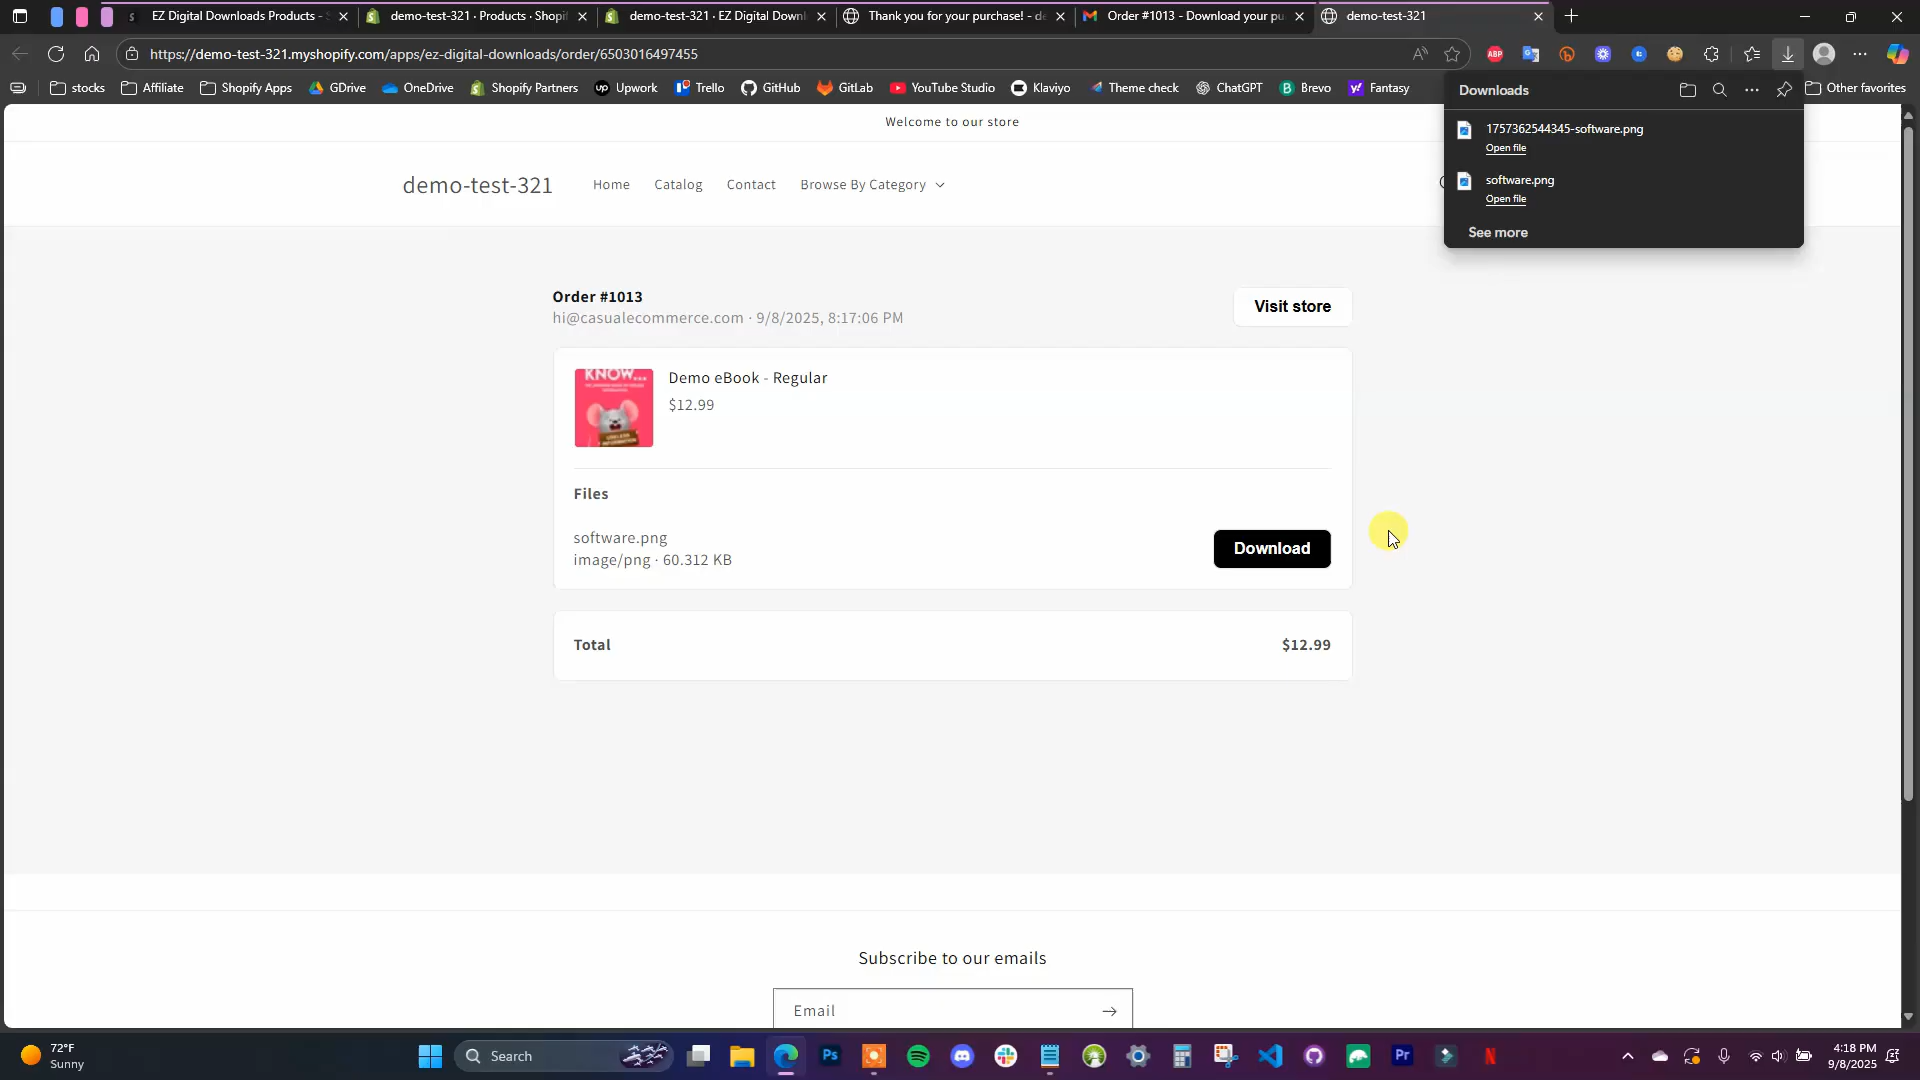 EZ Digital Downloads Products -
demo-test-321 · Products · Shopif
demo-test-321 · EZ Digital Down
Thank you for your purchase! - de
Order #1013 - Download your pu
demo-test-321
https://demo-test-321.myshopify.com/apps/ez-digital-downloads/order/6503016497455
stocks
Affiliate
Shopify Apps
GDrive
OneDrive
Shopify Partners
Upwork
Trello
GitHub
GitLab
YouTube Studio
Klaviyo
Theme check
ChatGPT
Brevo
Fantasy
Other favorites
Downloads
1757362544345-software.png
Open file
software.png
Open file
See more
Welcome to our store
demo-test-321
Home
Catalog
Contact
Browse By Category
Order #1013
hi@casualecommerce.com · 9/8/2025, 8:17:06 PM
Visit store
KNOW...
Demo eBook - Regular
$12.99
Files
software.png
image/png · 60.312 KB
Download
Total
$12.99
Subscribe to our emails
Email
72°F
Sunny
Search
4:18 PM
9/8/2025